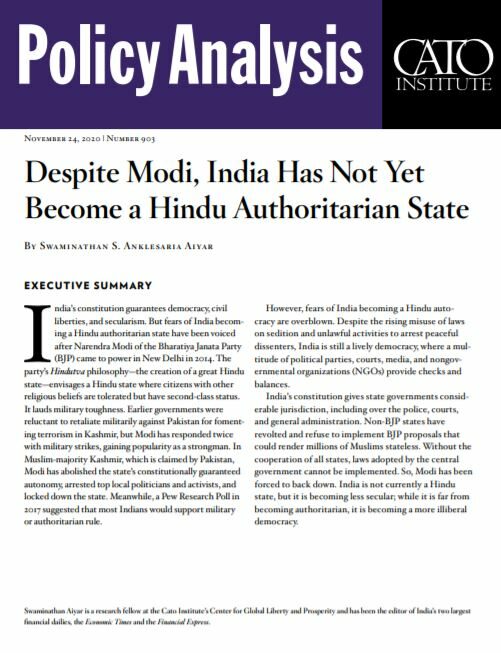 Policy Analysis
CATO
INSTITUTE
NOVEMBER 24, 2020 | NUMBER 903
Despite Modi, India Has Not Yet
Become a Hindu Authoritarian State
BY SWAMINATHAN S. ANKLESARIA AIYAR
EXECUTIVE SUMMARY
India's constitution guarantees democracy, civil
liberties, and secularism. But fears of India becom-
ing a Hindu authoritarian state have been voiced
after Narendra Modi of the Bharatiya Janata Party
(BJP) came to power in New Delhi in 2014. The
party's Hindutva philosophy—the creation of a great Hindu
state—envisages a Hindu state where citizens with other
religious beliefs are tolerated but have second-class status.
It lauds military toughness. Earlier governments were
reluctant to retaliate militarily against Pakistan for foment-
ing terrorism in Kashmir, but Modi has responded twice
with military strikes, gaining popularity as a strongman. In
Muslim-majority Kashmir, which is claimed by Pakistan,
Modi has abolished the state's constitutionally guaranteed
autonomy, arrested top local politicians and activists, and
locked down the state. Meanwhile, a Pew Research Poll in
2017 suggested that most Indians would support military
or authoritarian rule.
However, fears of India becoming a Hindu auto-
cracy are overblown. Despite the rising misuse of laws
on sedition and unlawful activities to arrest peaceful
dissenters, India is still a lively democracy, where a mul-
titude of political parties, courts, media, and nongov-
ernmental organizations (NGOs) provide checks and
balances.
India's constitution gives state governments consid-
erable jurisdiction, including over the police, courts,
and general administration. Non-BJP states have
revolted and refuse to implement BJP proposals that
could render millions of Muslims stateless. Without the
cooperation of all states, laws adopted by the central
government cannot be implemented. So, Modi has been
forced to back down. India is not currently a Hindu
state, but it is becoming less secular; while it is far from
becoming authoritarian, it is becoming a more illiberal
democracy.
Swaminathan Aiyar is a research fellow at the Cato Institute's Center for Global Liberty and Prosperity and has been the editor of India's two largest
financial dailies, the Economic Times and the Financial Express.